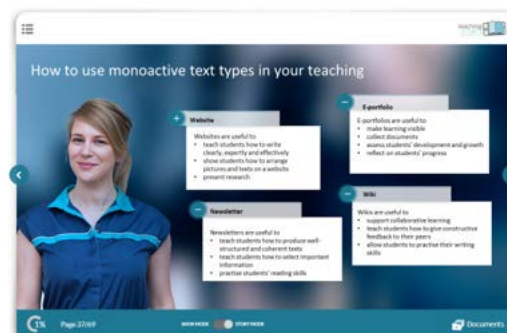 teaching
How to use monoactive text types in your teaching
Website
Websites are useful to
teach students how to write
clearly, expertly and effectively
show students how to arrange
pictures and texts on a website
present research
E-portfolio
E-portfolios are useful to
make learning visible
collect documents
assess students' development and growth
reflect on students' progress
Newsletter
Newsletters are useful to
teach students how to produce well-
structured and coherent texts
teach students how to select important
information
practise students' reading skills
Wiki
Wikis are useful to
support collaborative learning
teach students how to give constructive
feedback to their peers
allow students to practise their writing
skills
1%
Page 37/69
STORY MODE
Documents